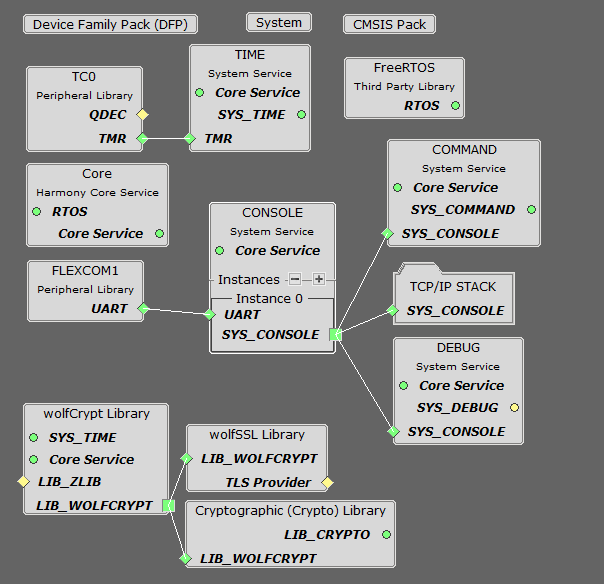 Device Family Pack (DFP)
System
CMSIS Pack
TC0
Peripheral Library
QDEC
TMR
TIME
System Service
Core Service
SYS_TIME
TMR
FreeRTOS
Third Party Library
RTOS
Core
Harmony Core Service
RTOS
Core Service
COMMAND
System Service
Core Service
SYS_COMMAND
SYS_CONSOLE
CONSOLE
System Service
Core Service
Instances
Instance 0
UART
SYS_CONSOLE
FLEXCOM1
Peripheral Library
UART
TCP/IP STACK
SYS_CONSOLE
DEBUG
System Service
Core Service
SYS_DEBUG
SYS_CONSOLE
wolfCrypt Library
SYS_TIME
Core Service
LIB_ZLIB
LIB_WOLFCRYPT
wolfSSL Library
LIB_WOLFCRYPT
TLS Provider
Cryptographic (Crypto) Library
LIB_CRYPTO
LIB_WOLFCRYPT